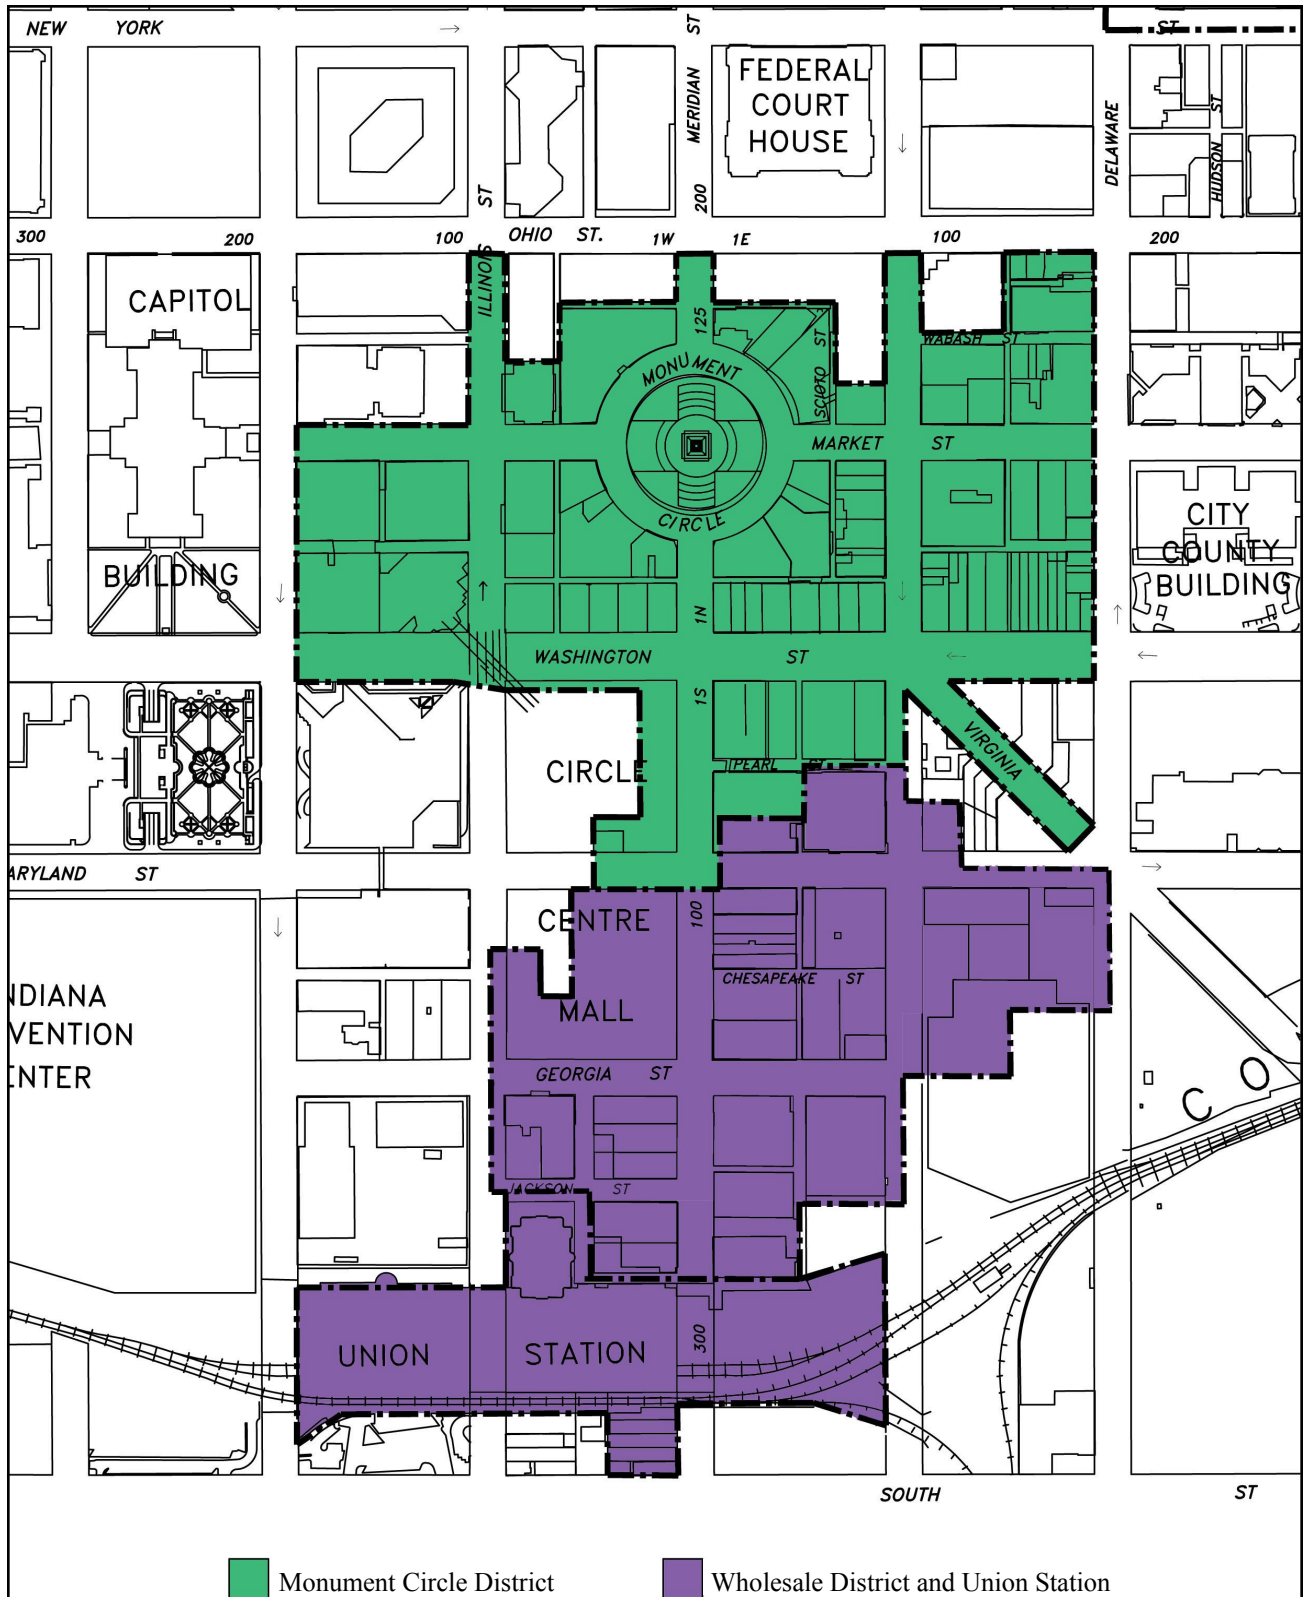 NEW YORK ST
MERIDIAN ST
200
FEDERAL
COURT
HOUSE
DELAWARE
HUDSON ST
300 200 100 OHIO ST. 1W 1E 100 200
ILLINOIS ST
CAPITOL
BUILDING
125
MONUMENT
CIRCLE
SCIOTO ST
WABASH ST
MARKET ST
CITY
COUNTY
BUILDING
1N
WASHINGTON ST
1S
VIRGINIA
PEARL ST
CIRCLE
CENTRE
MALL
ARYLAND ST
100
CHESAPEAKE ST
NDIANA
VENTION
ENTER
GEORGIA ST
C O
JACKSON ST
UNION STATION
300
SOUTH ST
Monument Circle District
Wholesale District and Union Station